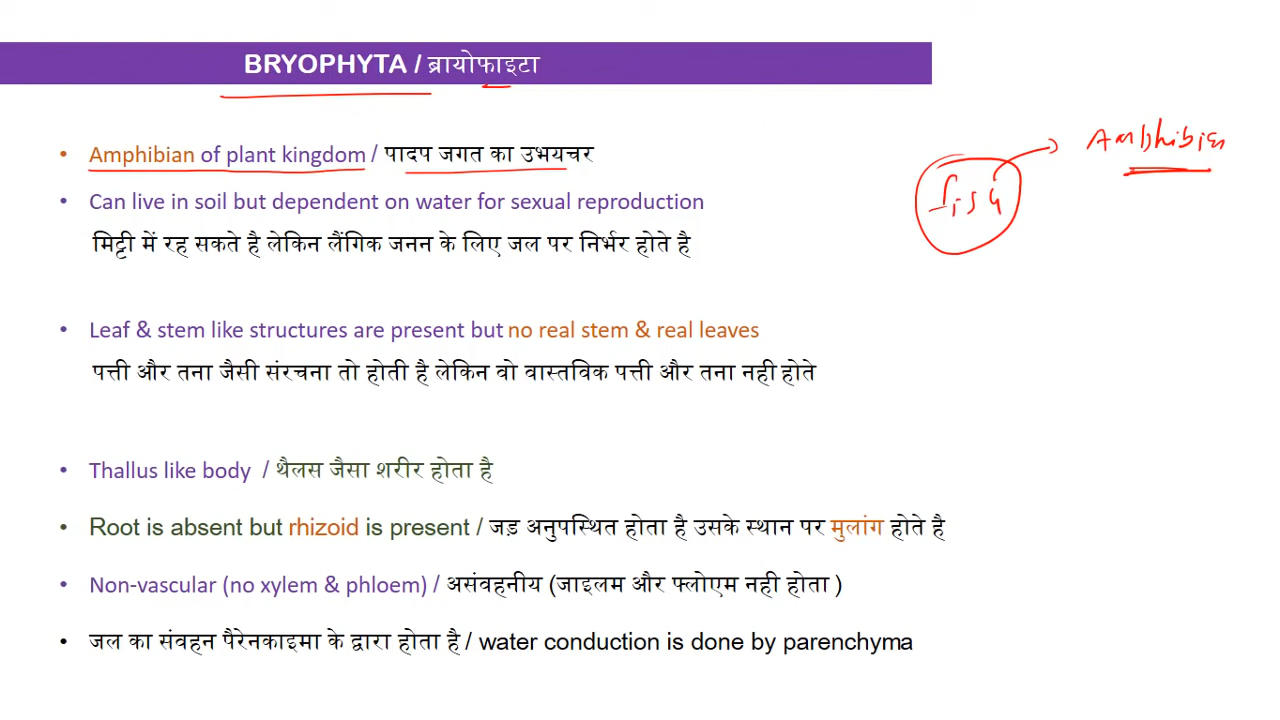 BRYOPHYTA / ब्रायोफाइटा
• Amphibian of plant kingdom / पादप जगत का उभयचर
Amphibian
fish
• Can live in soil but dependent on water for sexual reproduction
मिट्टी में रह सकते है लेकिन लैंगिक जनन के लिए जल पर निर्भर होते है
• Leaf & stem like structures are present but no real stem & real leaves
पत्ती और तना जैसी संरचना तो होती है लेकिन वो वास्तविक पत्ती और तना नही होते
• Thallus like body / थैलस जैसा शरीर होता है
• Root is absent but rhizoid is present / जड़ अनुपस्थित होता है उसके स्थान पर मुलांग होते है
• Non-vascular (no xylem & phloem) / असंवहनीय (जाइलम और फ्लोएम नही होता )
• जल का संवहन पैरेनकाइमा के द्वारा होता है / water conduction is done by parenchyma